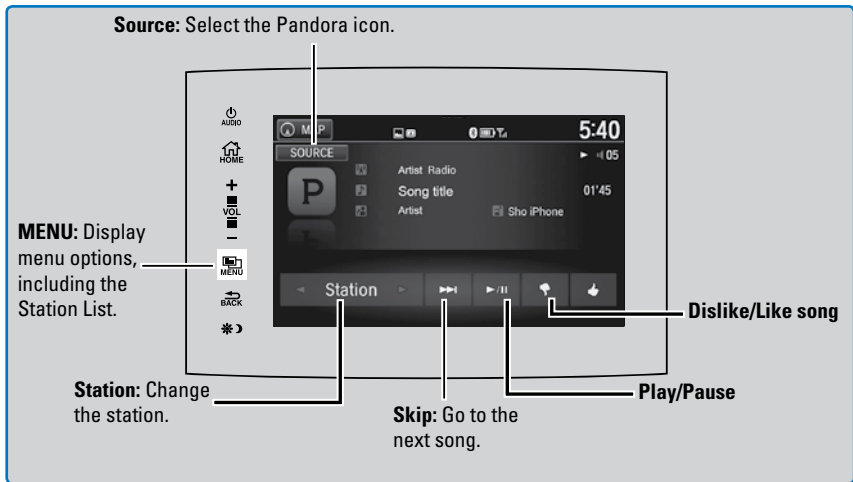 Source: Select the Pandora icon.
AUDIO
MAP
5:40
HOME
SOURCE
05
Artist Radio
+
P
Song title
01'45
VOL
Artist
Sho iPhone
–
MENU: Display
menu options,
including the
Station List.
MENU
Station
BACK
Dislike/Like song
Station: Change
the station.
Play/Pause
Skip: Go to the
next song.